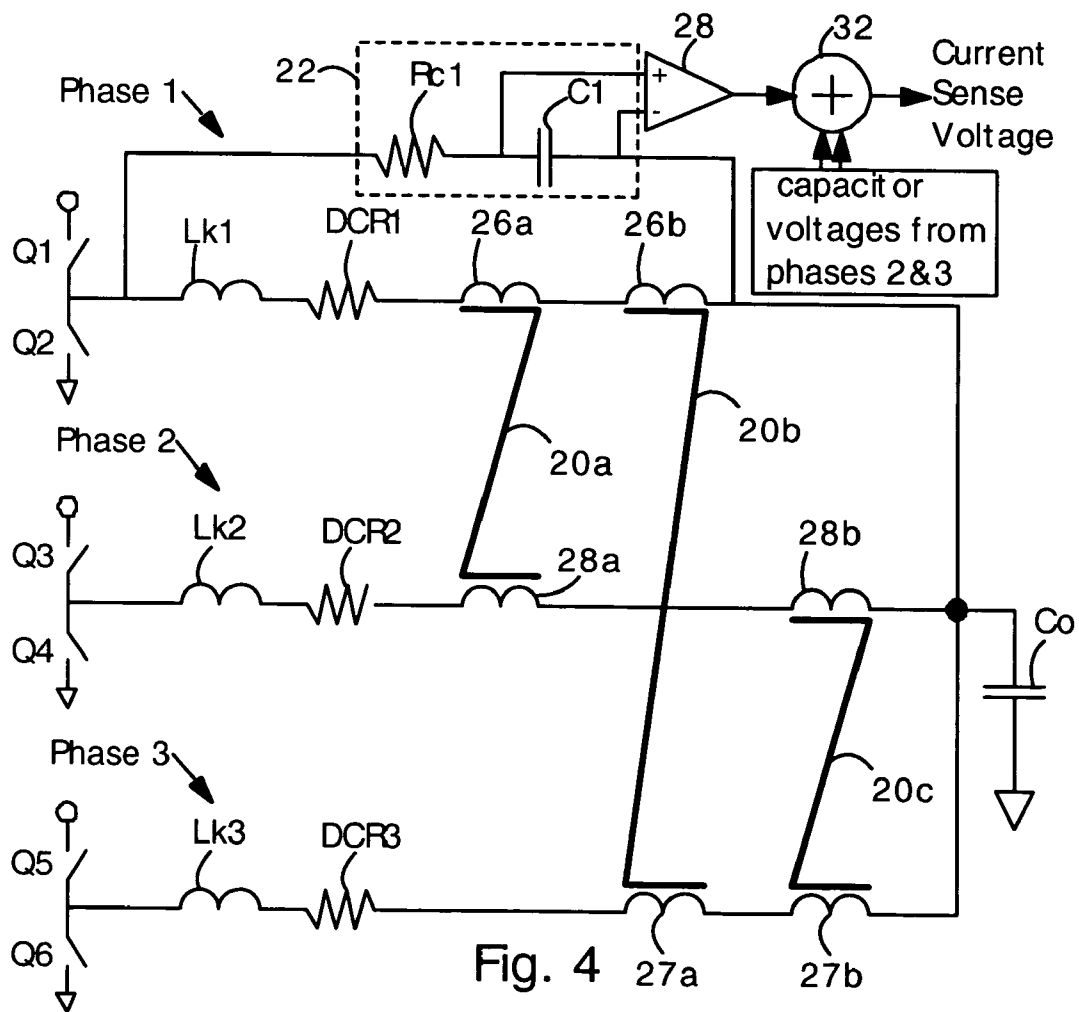 28
32
Current
Sense
Voltage
22
Rc1
C1
+
-
+
Phase 1
capacitor
voltages from
phases 2&3
Lk1
DCR1
26a
26b
Q1
Q2
20a
20b
Phase 2
Lk2
DCR2
28a
28b
Q3
Q4
Co
Phase 3
20c
Lk3
DCR3
Q5
Q6
27a
27b
Fig. 4